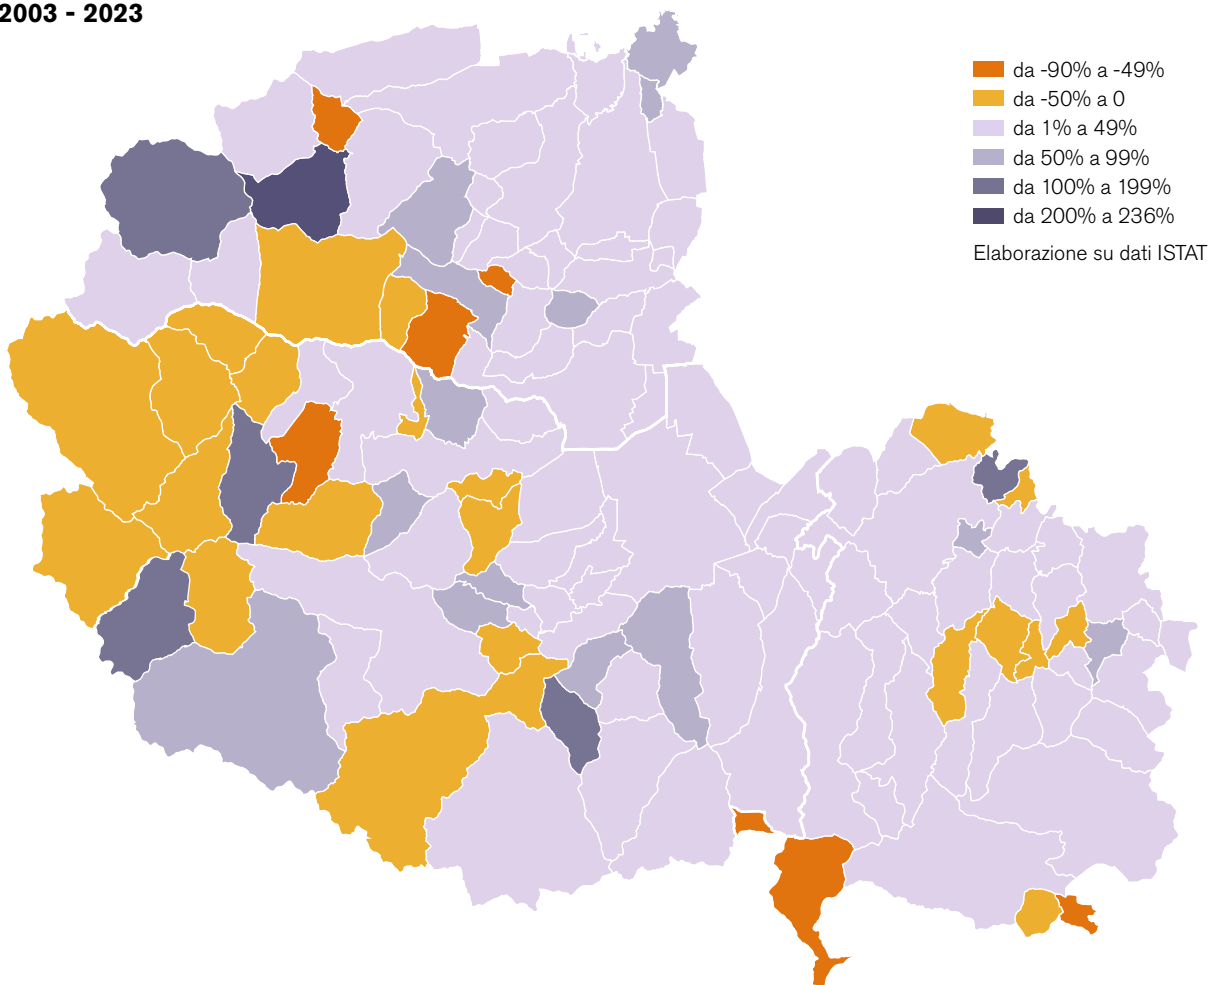 2003 - 2023
da -90% a -49%
da -50% a 0
da 1% a 49%
da 50% a 99%
da 100% a 199%
da 200% a 236%
Elaborazione su dati ISTAT